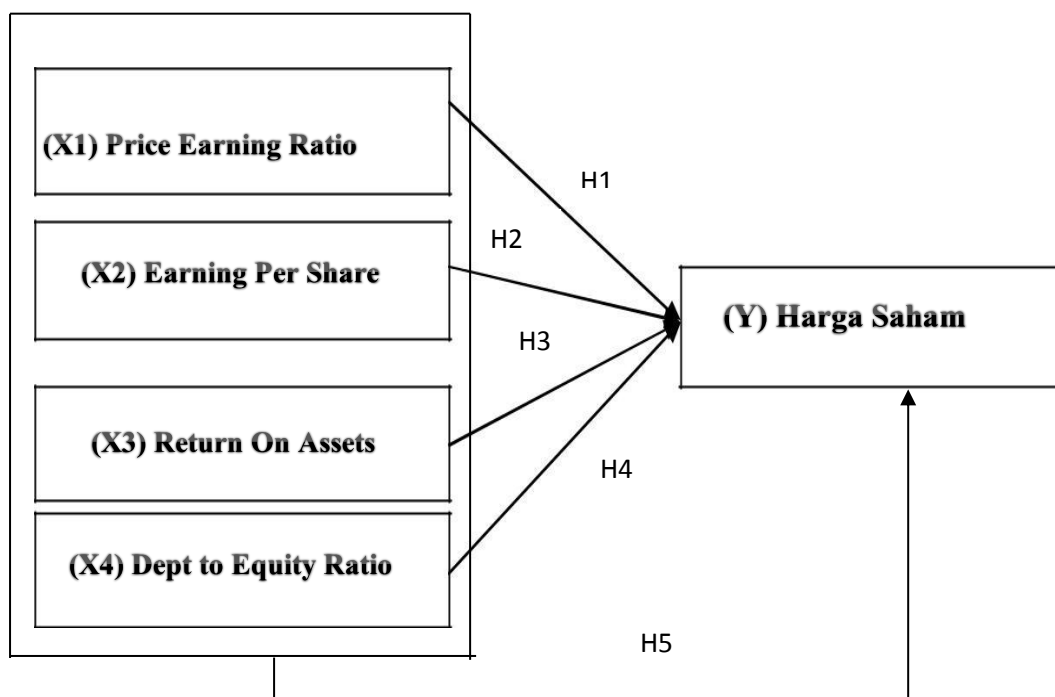 (X1) Price Earning Ratio
H1
H2
(X2) Earning Per Share
(Y) Harga Saham
H3
(X3) Return On Assets
H4
(X4) Dept to Equity Ratio
H5